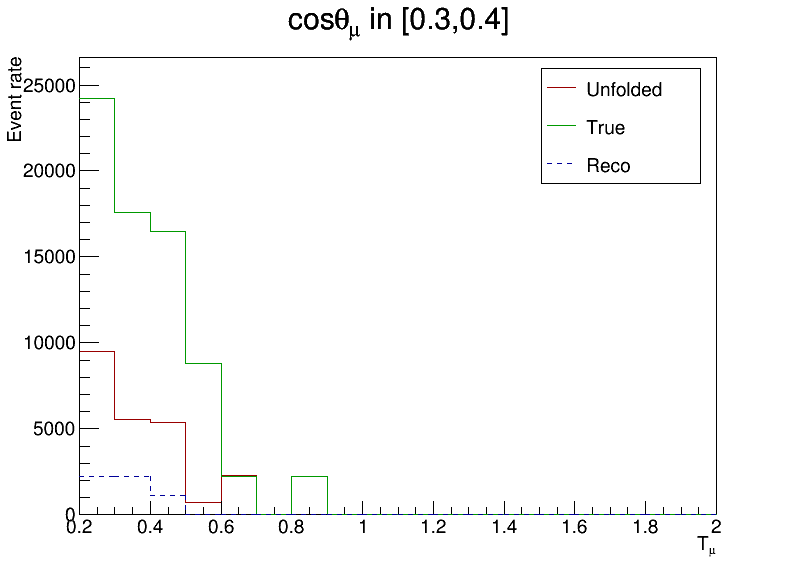 cosθμ in [0.3,0.4]
Event rate
25000
20000
15000
10000
5000
0
0.2 0.4 0.6 0.8 1 1.2 1.4 1.6 1.8 2
Tμ
Unfolded
True
Reco